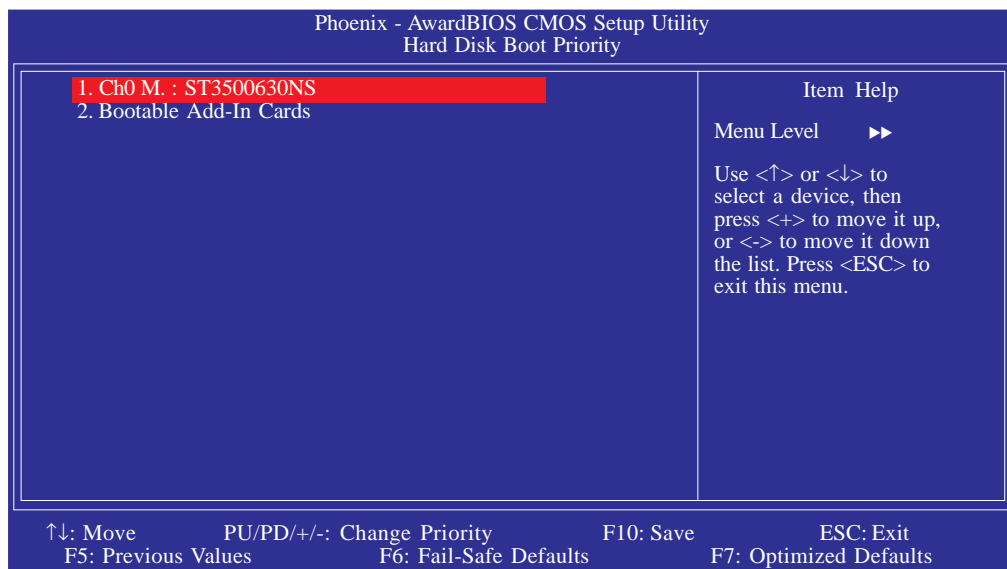 Phoenix - AwardBIOS CMOS Setup Utility
Hard Disk Boot Priority
1. Ch0 M. : ST3500630NS
2. Bootable Add-In Cards
Item Help
Menu Level ▶▶
Use <↑> or <↓> to
select a device, then
press <+> to move it up,
or <-> to move it down
the list. Press <ESC> to
exit this menu.
↑↓: Move PU/PD/+/-: Change Priority F10: Save ESC: Exit
F5: Previous Values F6: Fail-Safe Defaults F7: Optimized Defaults